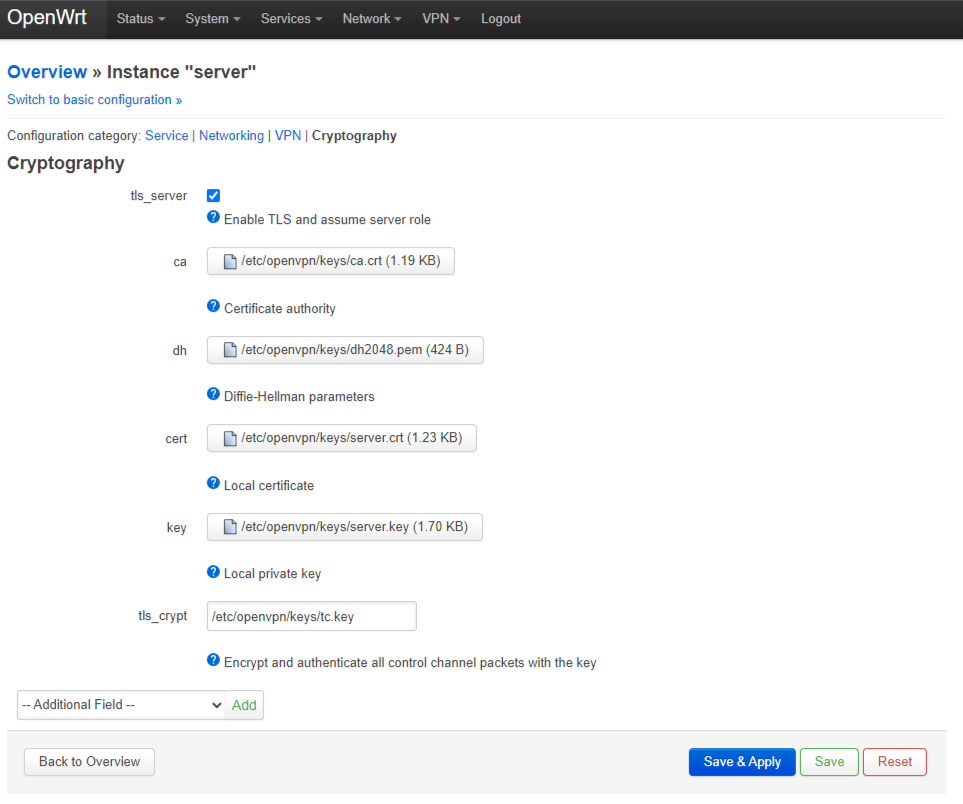 OpenWrt Status System Services Network VPN Logout
Overview » Instance "server"
Switch to basic configuration »
Configuration category: Service | Networking | VPN | Cryptography
Cryptography
tls_server
Enable TLS and assume server role
ca /etc/openvpn/keys/ca.crt (1.19 KB)
Certificate authority
dh /etc/openvpn/keys/dh2048.pem (424 B)
Diffie-Hellman parameters
cert /etc/openvpn/keys/server.crt (1.23 KB)
Local certificate
key /etc/openvpn/keys/server.key (1.70 KB)
Local private key
tls_crypt /etc/openvpn/keys/tc.key
Encrypt and authenticate all control channel packets with the key
-- Additional Field -- Add
Back to Overview Save & Apply Save Reset